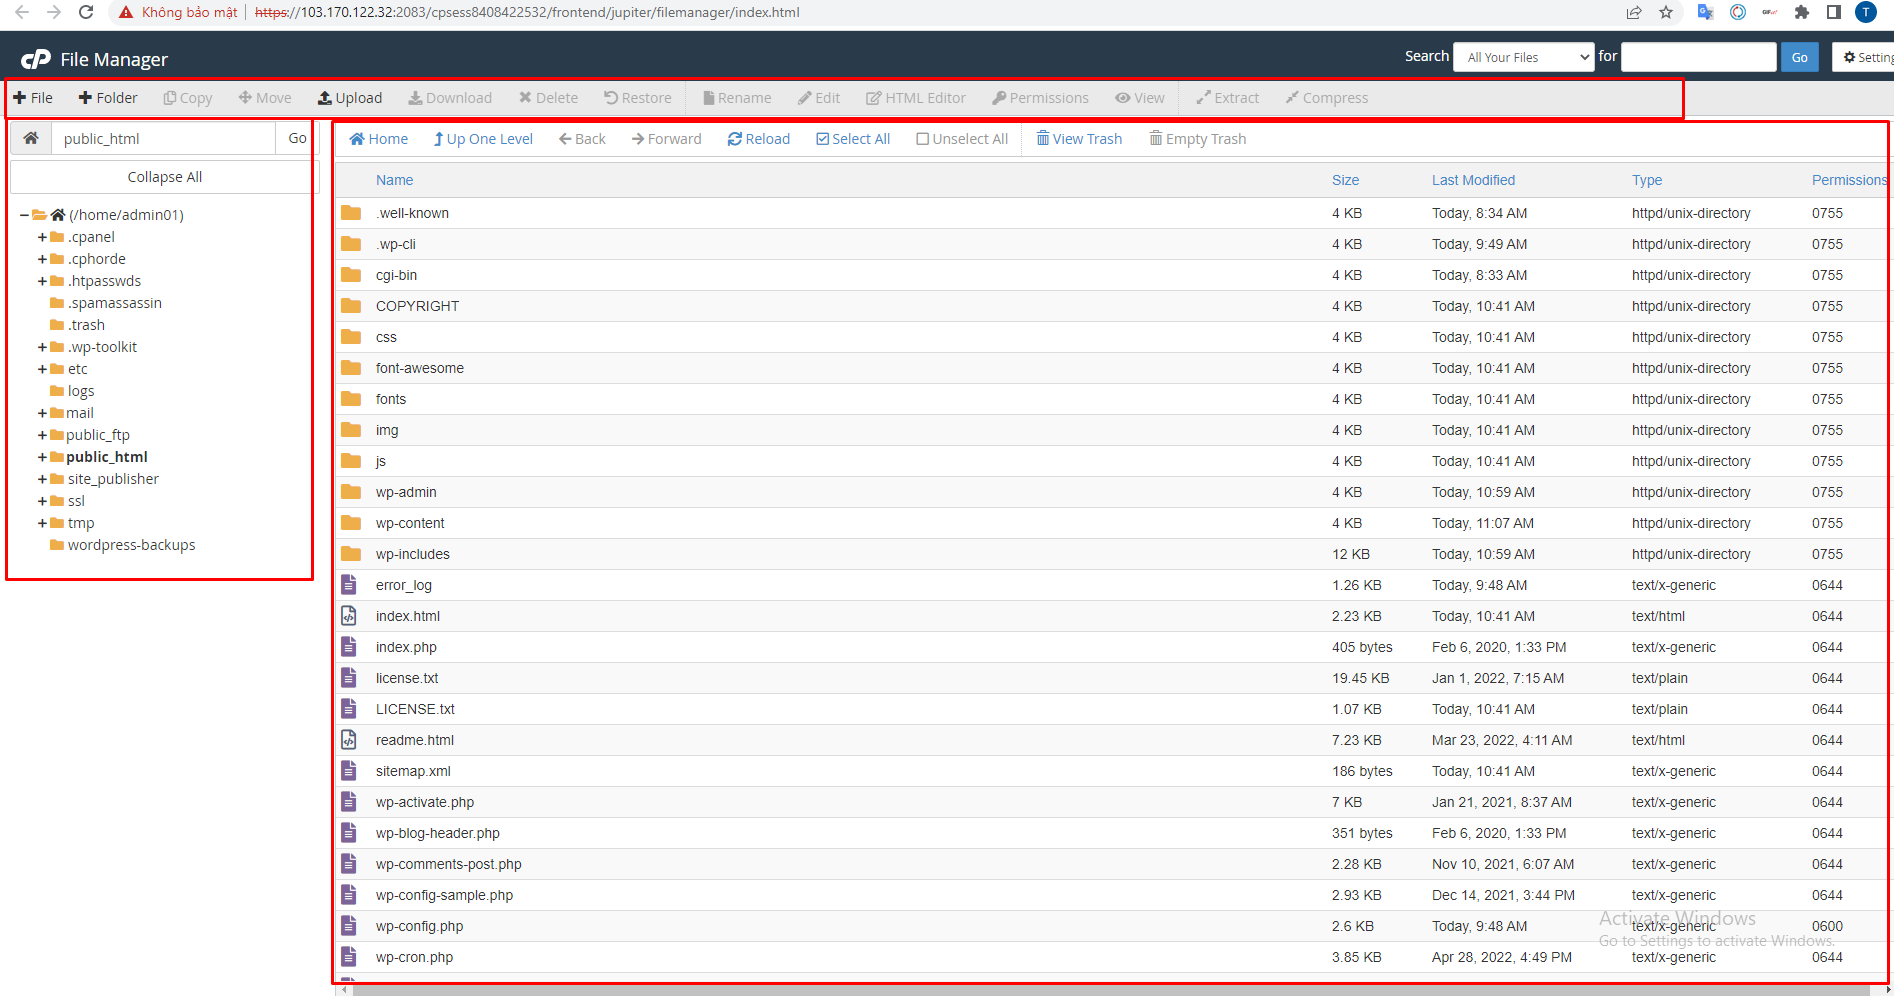 Không bảo mật | https://103.170.122.32:2083/cpsess8408422532/frontend/jupiter/filemanager/index.html
T
cP File Manager
Search All Your Files for Go Setting
File Folder Copy Move Upload Download Delete Restore Rename Edit HTML Editor Permissions View Extract Compress
public_html Go
Collapse All
(/home/admin01)
.cpanel
.cphorde
.htpasswds
.spamassassin
.trash
.wp-toolkit
etc
logs
mail
public_ftp
public_html
site_publisher
ssl
tmp
wordpress-backups
Home Up One Level Back Forward Reload Select All Unselect All View Trash Empty Trash
Name Size Last Modified Type Permissions
.well-known 4 KB Today, 8:34 AM httpd/unix-directory 0755
.wp-cli 4 KB Today, 9:49 AM httpd/unix-directory 0755
cgi-bin 4 KB Today, 8:33 AM httpd/unix-directory 0755
COPYRIGHT 4 KB Today, 10:41 AM httpd/unix-directory 0755
css 4 KB Today, 10:41 AM httpd/unix-directory 0755
font-awesome 4 KB Today, 10:41 AM httpd/unix-directory 0755
fonts 4 KB Today, 10:41 AM httpd/unix-directory 0755
img 4 KB Today, 10:41 AM httpd/unix-directory 0755
js 4 KB Today, 10:41 AM httpd/unix-directory 0755
wp-admin 4 KB Today, 10:59 AM httpd/unix-directory 0755
wp-content 4 KB Today, 11:07 AM httpd/unix-directory 0755
wp-includes 12 KB Today, 10:59 AM httpd/unix-directory 0755
error_log 1.26 KB Today, 9:48 AM text/x-generic 0644
index.html 2.23 KB Today, 10:41 AM text/html 0644
index.php 405 bytes Feb 6, 2020, 1:33 PM text/x-generic 0644
license.txt 19.45 KB Jan 1, 2022, 7:15 AM text/plain 0644
LICENSE.txt 1.07 KB Today, 10:41 AM text/plain 0644
readme.html 7.23 KB Mar 23, 2022, 4:11 AM text/html 0644
sitemap.xml 186 bytes Today, 10:41 AM text/x-generic 0644
wp-activate.php 7 KB Jan 21, 2021, 8:37 AM text/x-generic 0644
wp-blog-header.php 351 bytes Feb 6, 2020, 1:33 PM text/x-generic 0644
wp-comments-post.php 2.28 KB Nov 10, 2021, 6:07 AM text/x-generic 0644
wp-config-sample.php 2.93 KB Dec 14, 2021, 3:44 PM text/x-generic 0644
wp-config.php 2.6 KB Today, 9:48 AM text/x-generic 0600
wp-cron.php 3.85 KB Apr 28, 2022, 4:49 PM text/x-generic 0644
Activate Windows
Go to Settings to activate Windows.